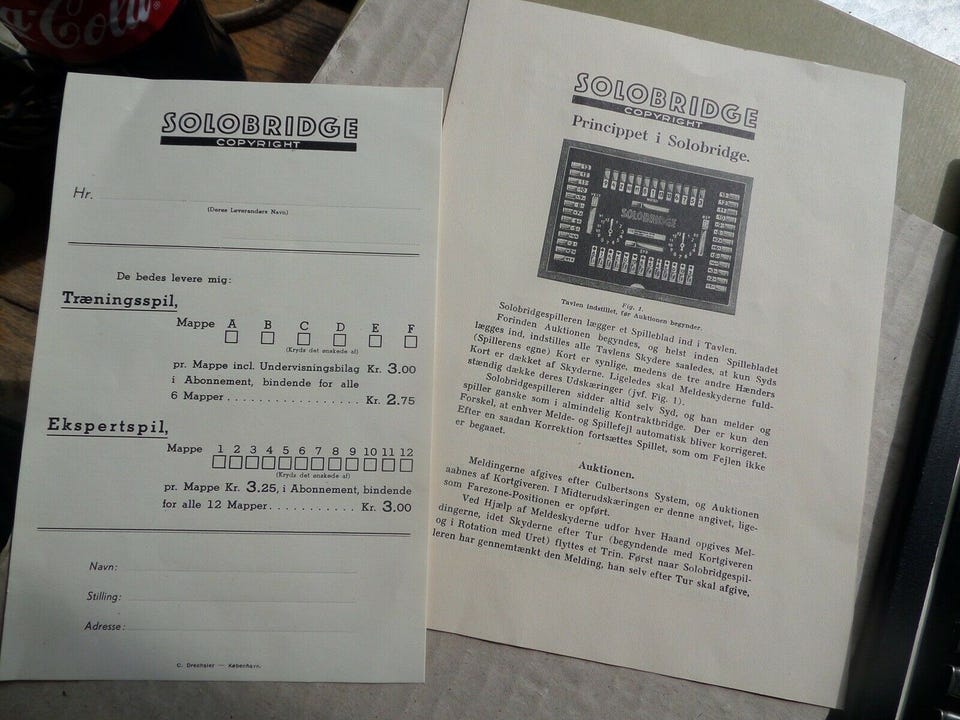 Coca-Cola
SOLOBRIDGE
COPYRIGHT
Hr.
(Deres Leverandørs Navn)
De bedes levere mig:
Træningsspil,
Mappe A B C D E F
(Kryds det ønskede af)
pr. Mappe incl. Undervisningsbilag Kr. 3.00
i Abonnement, bindende for alle
6 Mapper . . . . . . . . . . . . . . . . . Kr. 2.75
Ekspertspil,
Mappe 1 2 3 4 5 6 7 8 9 10 11 12
(Kryds det ønskede af)
pr. Mappe Kr. 3.25, i Abonnement, bindende
for alle 12 Mapper . . . . . . . . . . . Kr. 3.00
Navn:
Stilling:
Adresse:
C. Drechsler — København.
SOLOBRIDGE
COPYRIGHT
Princippet i Solobridge.
SOLOBRIDGE
Fig. 1.
Tavlen indstillet, før Auktionen begynder.
Solobridgespilleren lægger et Spilleblad ind i Tavlen.
Forinden Auktionen begyndes, og helst inden Spillebladet
lægges ind, indstilles alle Tavlens Skydere saaledes, at kun Syds
(Spillerens egne) Kort er synlige, medens de tre andre Hænders
Kort er dækket af Skyderne. Ligeledes skal Meldeskyderne fuld-
stændig dække deres Udskæringer (jvf. Fig. 1).
Solobridgespilleren sidder altid selv Syd, og han melder og
spiller ganske som i almindelig Kontraktbridge. Der er kun den
Forskel, at enhver Melde- og Spillefejl automatisk bliver korrigeret.
Efter en saadan Korrektion fortsættes Spillet, som om Fejlen ikke
er begaaet.
Auktionen.
Meldingerne afgives efter Culbertsons System, og Auktionen
aabnes af Kortgiveren. I Midterudskæringen er denne angivet, lige-
som Farezone-Positionen er opført.
Ved Hjælp af Meldeskyderne udfor hver Haand opgives Mel-
dingerne, idet Skyderne efter Tur (begyndende med Kortgiveren
og i Rotation med Uret) flyttes et Trin. Først naar Solobridgespil-
leren har gennemtænkt den Melding, han selv efter Tur skal afgive,